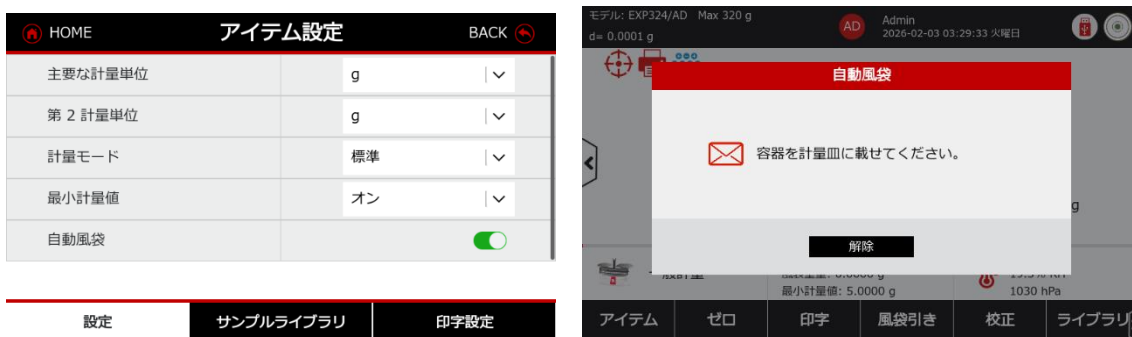 HOME アイテム設定 BACK
主要な計量単位 g
第 2 計量単位 g
計量モード 標準
最小計量値 オン
自動風袋
設定 サンプルライブラリ 印字設定
モデル: EXP324/AD Max 320 g
d= 0.0001 g
AD
Admin
2026-02-03 03:29:33 火曜日
自動風袋
容器を計量皿に載せてください。
g
解除
最小計量値: 5.0000 g
1030 hPa
アイテム ゼロ 印字 風袋引き 校正 ライブラリ